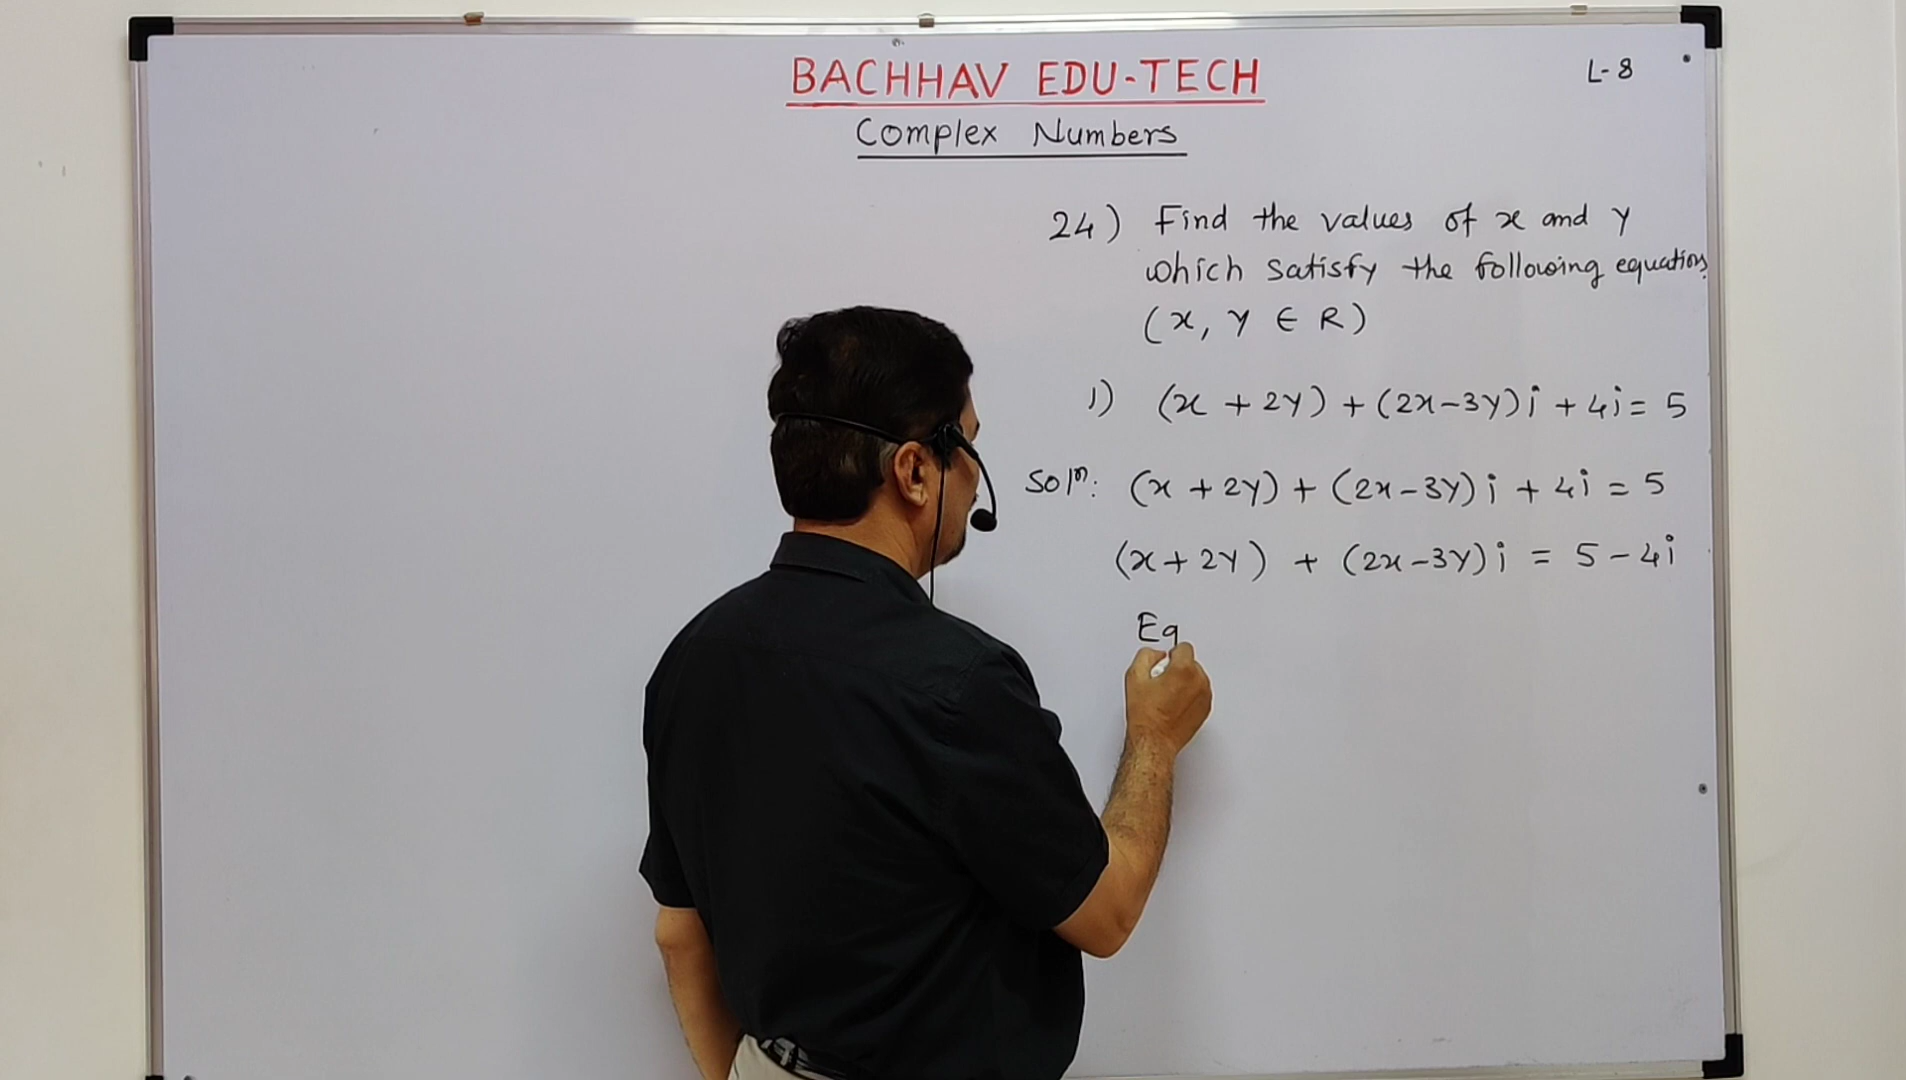 BACHHAV EDU-TECH
L-8
Complex Numbers
24) Find the values of x and y
which satisfy the following equations.
(x, y ∈ R)
1) (x + 2y) + (2x-3y)i + 4i = 5
Solⁿ: (x + 2y) + (2x-3y)i + 4i = 5
(x + 2y) + (2x-3y)i = 5 - 4i
Eq